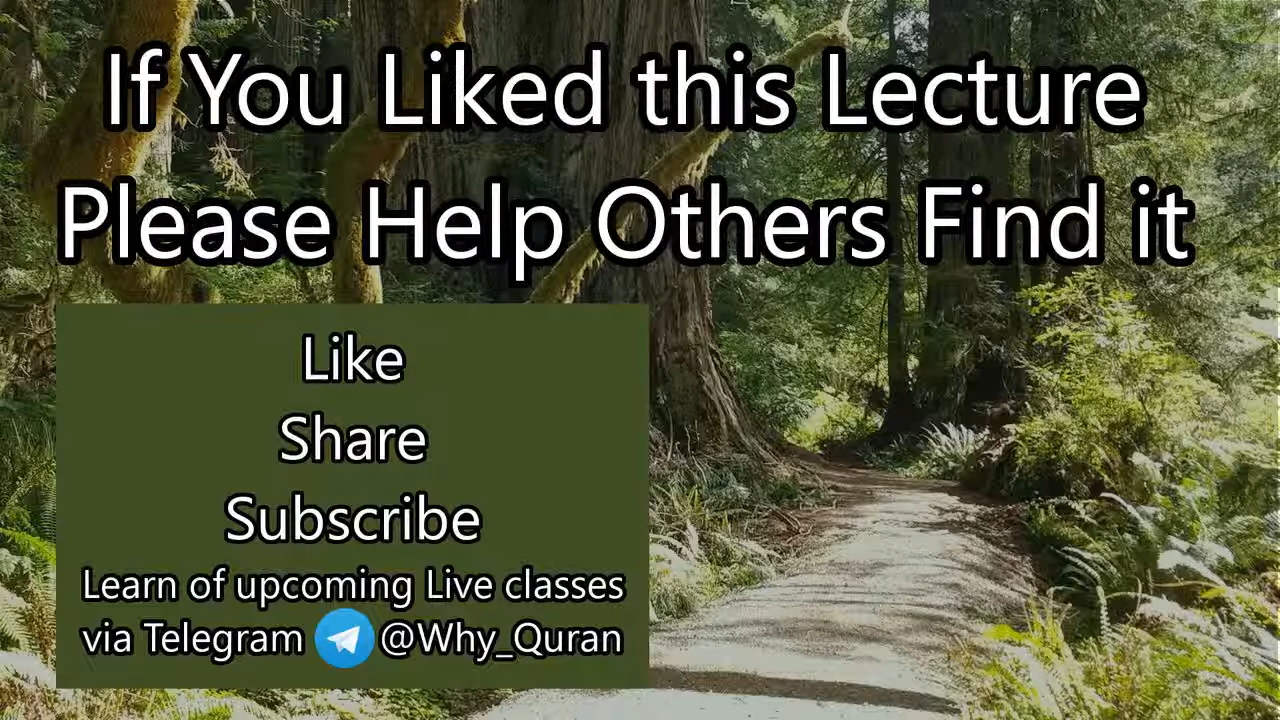 If You Liked this Lecture
Please Help Others Find it
Like
Share
Subscribe
Learn of upcoming Live classes
via Telegram @Why_Quran